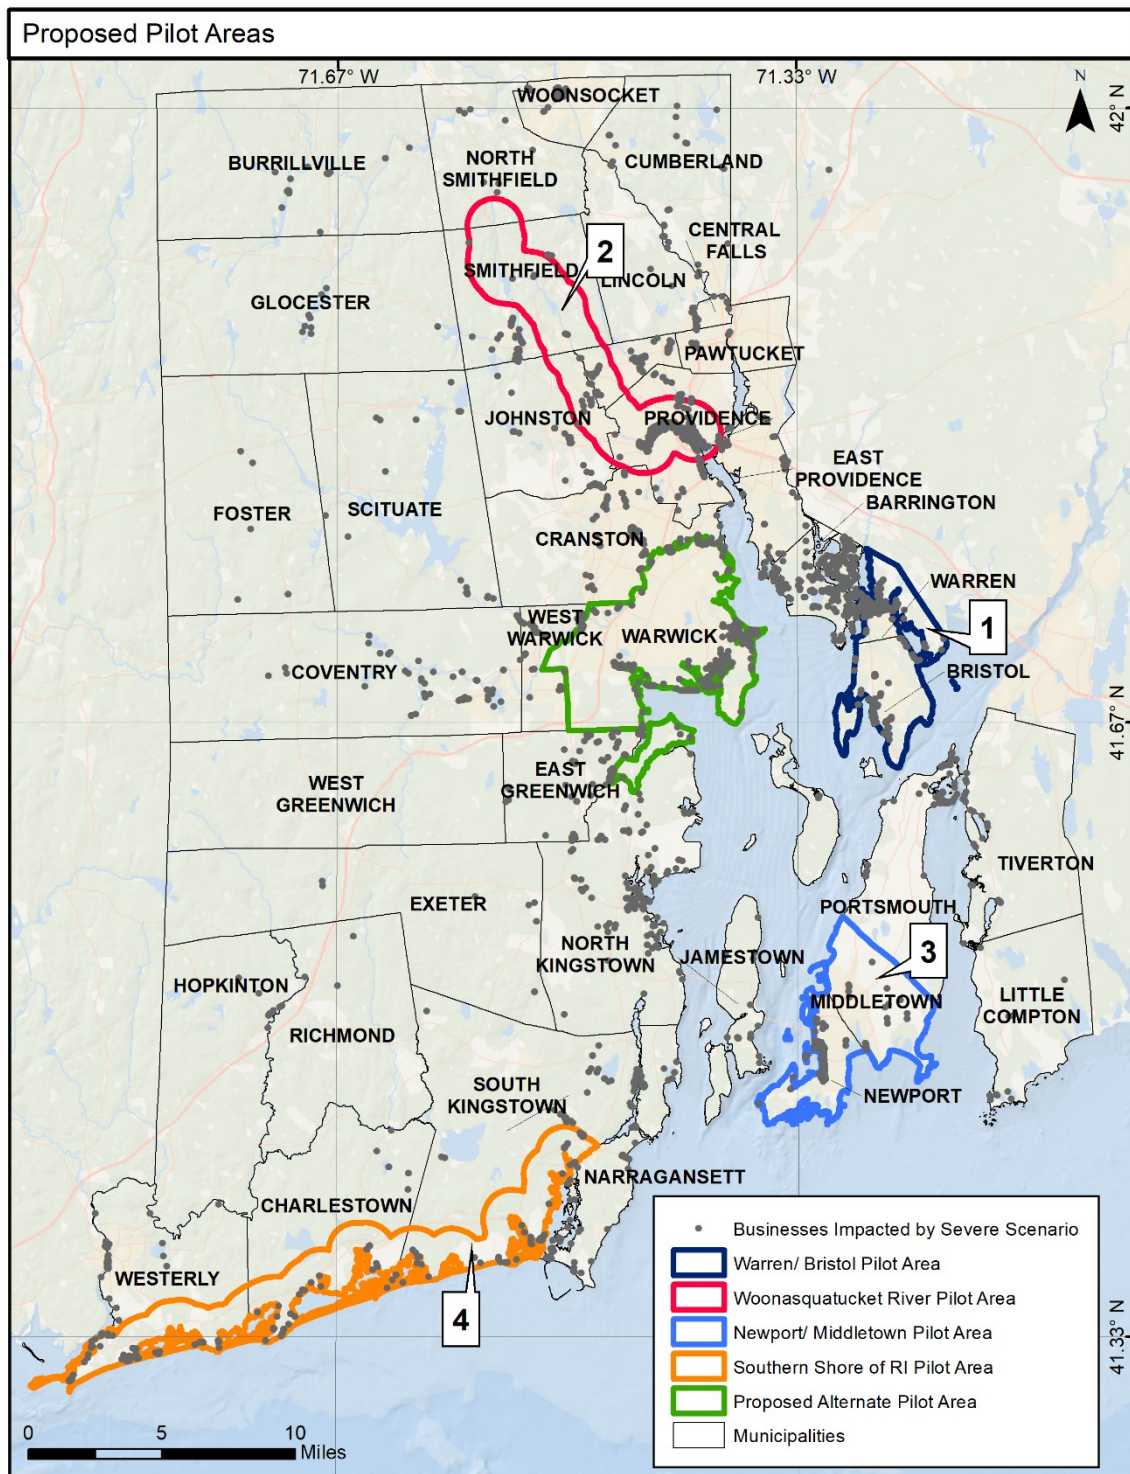 Proposed Pilot Areas
71.67° W
71.33° W
N
42° N
WOONSOCKET
BURRILLVILLE
NORTH
SMITHFIELD
CUMBERLAND
CENTRAL
FALLS
2
SMITHFIELD
LINCOLN
GLOCESTER
PAWTUCKET
JOHNSTON
PROVIDENCE
EAST
PROVIDENCE
BARRINGTON
FOSTER
SCITUATE
CRANSTON
WARREN
1
WEST
WARWICK
WARWICK
COVENTRY
BRISTOL
41.67° N
WEST
GREENWICH
EAST
GREENWICH
TIVERTON
EXETER
PORTSMOUTH
NORTH
KINGSTOWN
JAMESTOWN
3
HOPKINTON
MIDDLETOWN
LITTLE
COMPTON
RICHMOND
SOUTH
KINGSTOWN
NEWPORT
NARRAGANSETT
CHARLESTOWN
WESTERLY
4
41.33° N
Businesses Impacted by Severe Scenario
Warren/ Bristol Pilot Area
Woonasquatucket River Pilot Area
Newport/ Middletown Pilot Area
Southern Shore of RI Pilot Area
Proposed Alternate Pilot Area
Municipalities
0 5 10
Miles